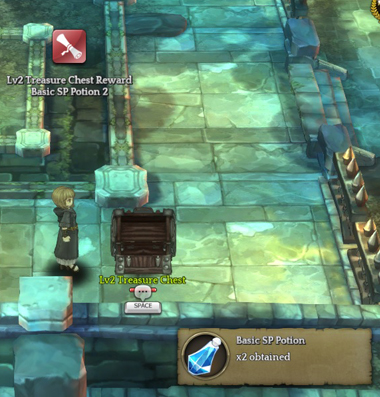 Lv2 Treasure Chest Reward
Basic SP Potion 2
Lv2 Treasure Chest
SPACE
Basic SP Potion
x2 obtained